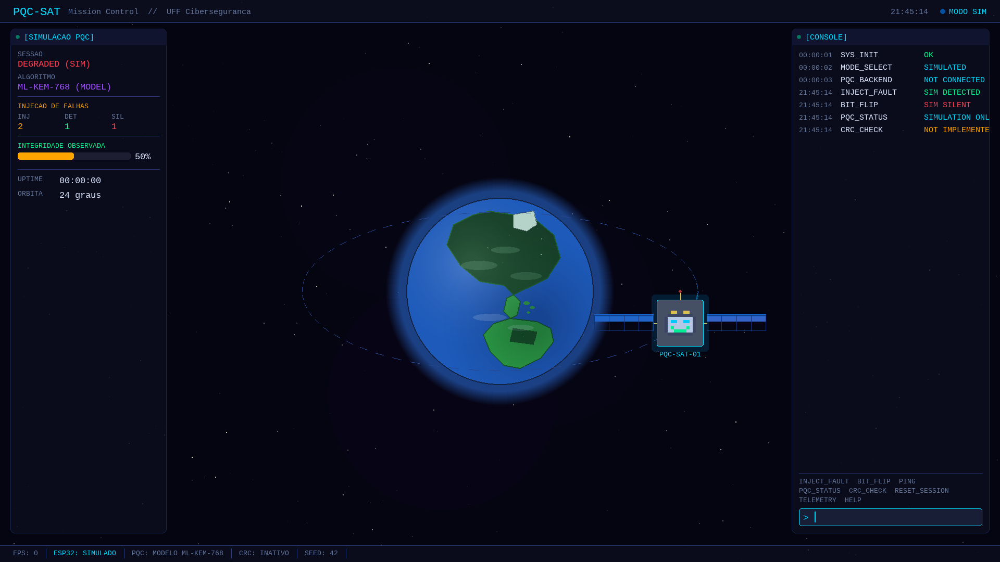 PQC-SAT Mission Control // UFF Ciberseguranca 21:45:14 MODO SIM
[SIMULACAO PQC]
SESSAO
DEGRADED (SIM)
ALGORITMO
ML-KEM-768 (MODEL)
INJECAO DE FALHAS
INJ DET SIL
2 1 1
INTEGRIDADE OBSERVADA
50%
UPTIME 00:00:00
ORBITA 24 graus
PQC-SAT-01
[CONSOLE]
00:00:01 SYS_INIT OK
00:00:02 MODE_SELECT SIMULATED
00:00:03 PQC_BACKEND NOT CONNECTED
21:45:14 INJECT_FAULT SIM DETECTED
21:45:14 BIT_FLIP SIM SILENT
21:45:14 PQC_STATUS SIMULATION ONL
21:45:14 CRC_CHECK NOT IMPLEMENTE
INJECT_FAULT BIT_FLIP PING
PQC_STATUS CRC_CHECK RESET_SESSION
TELEMETRY HELP
>
FPS: 0 ESP32: SIMULADO PQC: MODELO ML-KEM-768 CRC: INATIVO SEED: 42